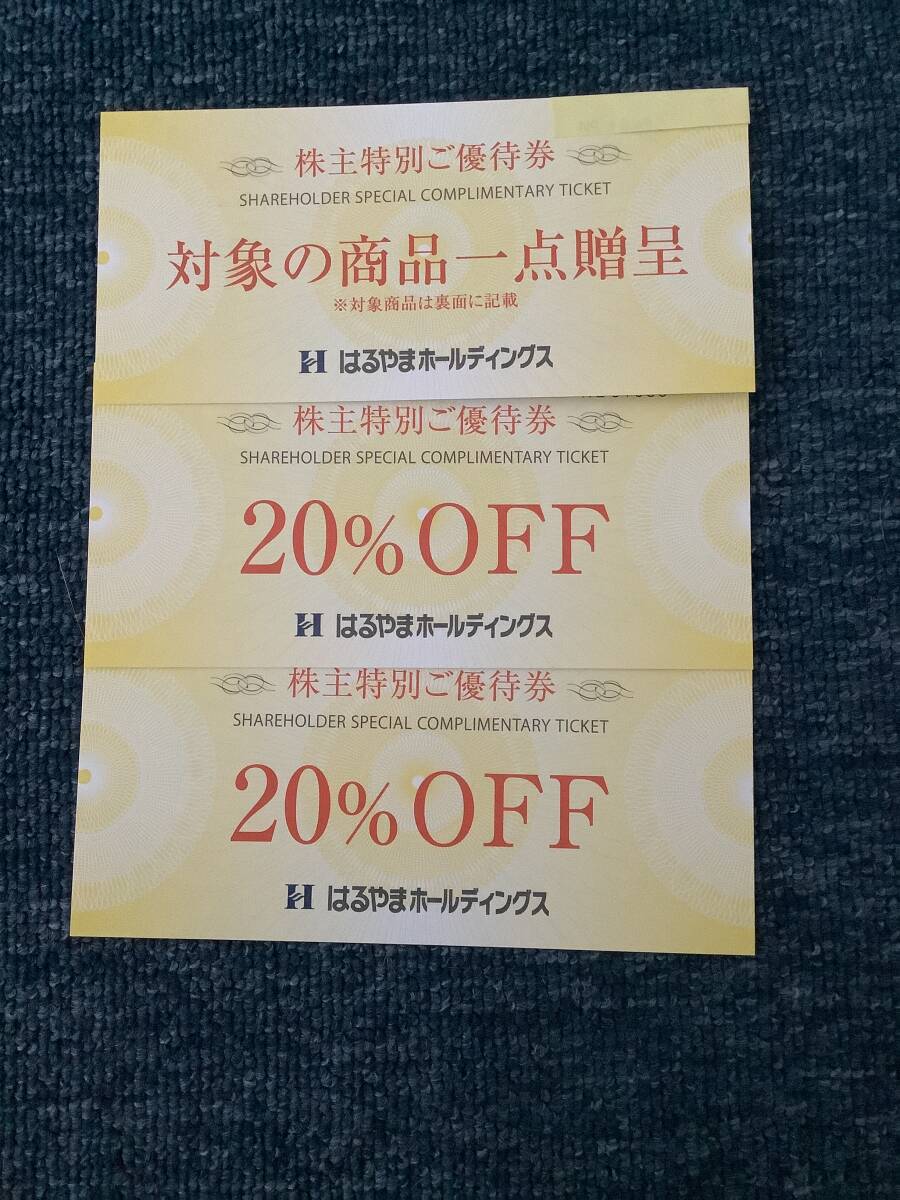 株主特別ご優待券
SHAREHOLDER SPECIAL COMPLIMENTARY TICKET
対象の商品一点贈呈
※対象商品は裏面に記載
はるやまホールディングス
株主特別ご優待券
SHAREHOLDER SPECIAL COMPLIMENTARY TICKET
20%OFF
はるやまホールディングス
株主特別ご優待券
SHAREHOLDER SPECIAL COMPLIMENTARY TICKET
20%OFF
はるやまホールディングス